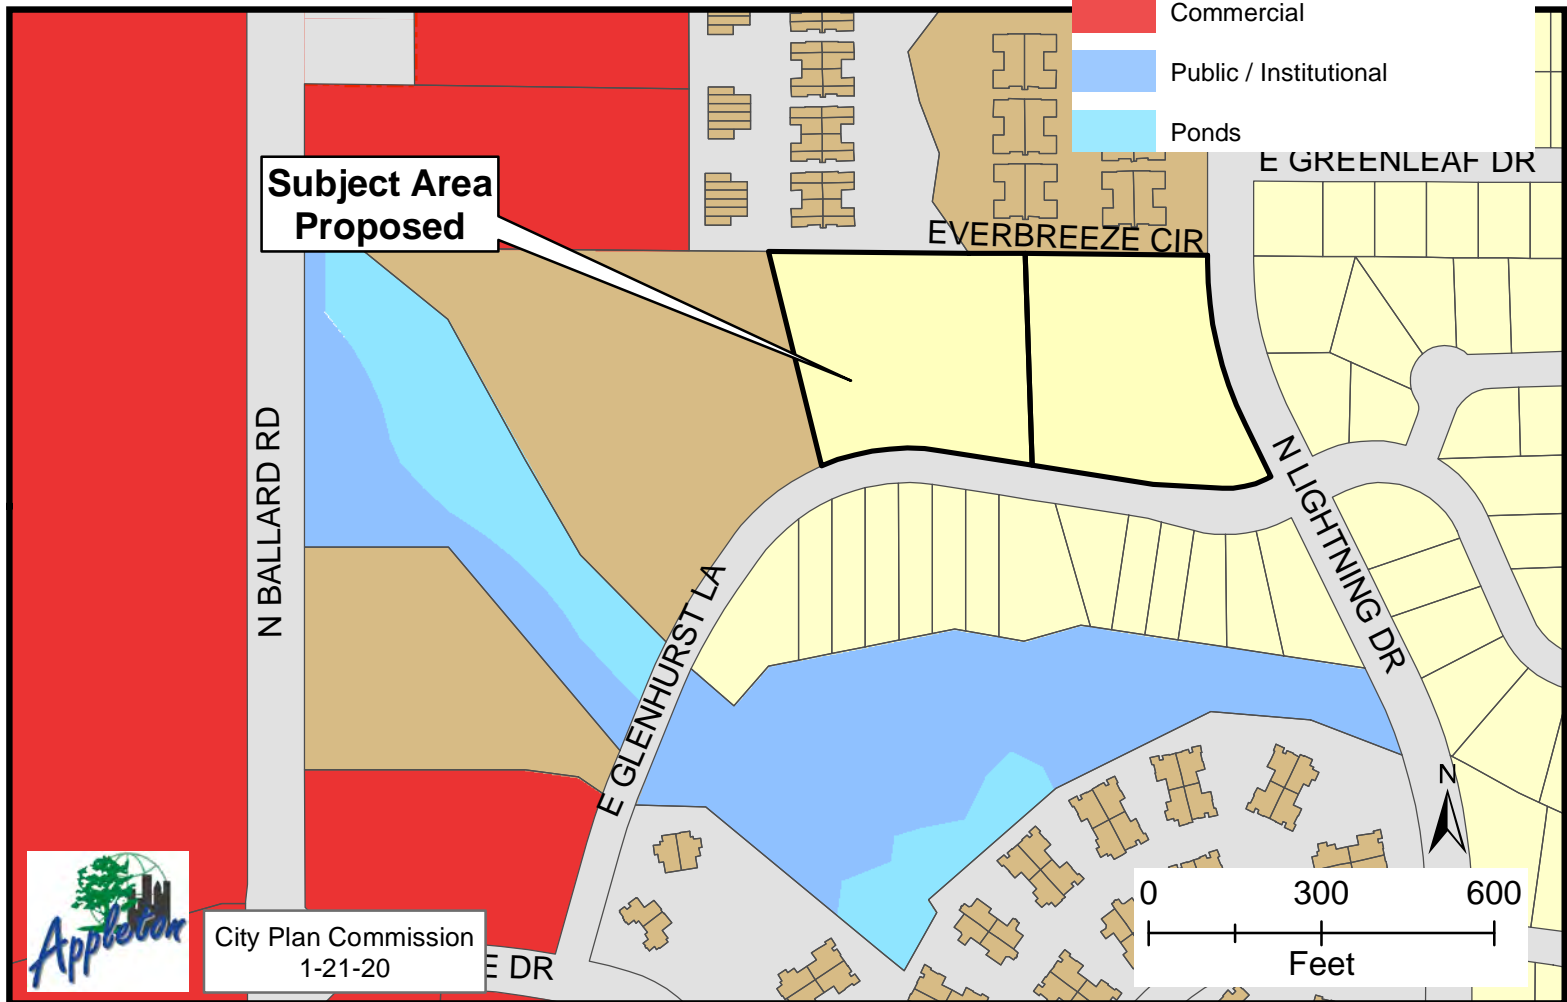 Commercial
Public / Institutional
Ponds
E GREENLEAF DR
Subject Area
Proposed
EVERBREEZE CIR
N BALLARD RD
N LIGHTNING DR
E GLENHURST LA
N
0 300 600
Feet
Appleton
City Plan Commission
1-21-20
E DR